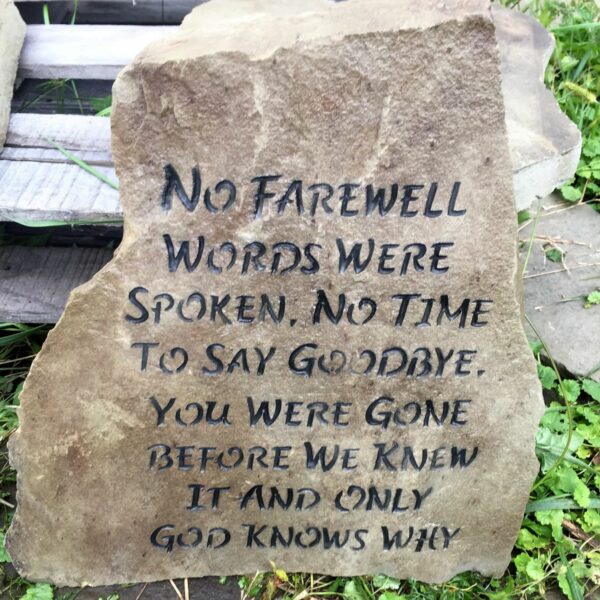 No Farewell
Words Were
Spoken, No Time
To Say Goodbye.
You Were Gone
Before We Knew
It And Only
God Knows Why